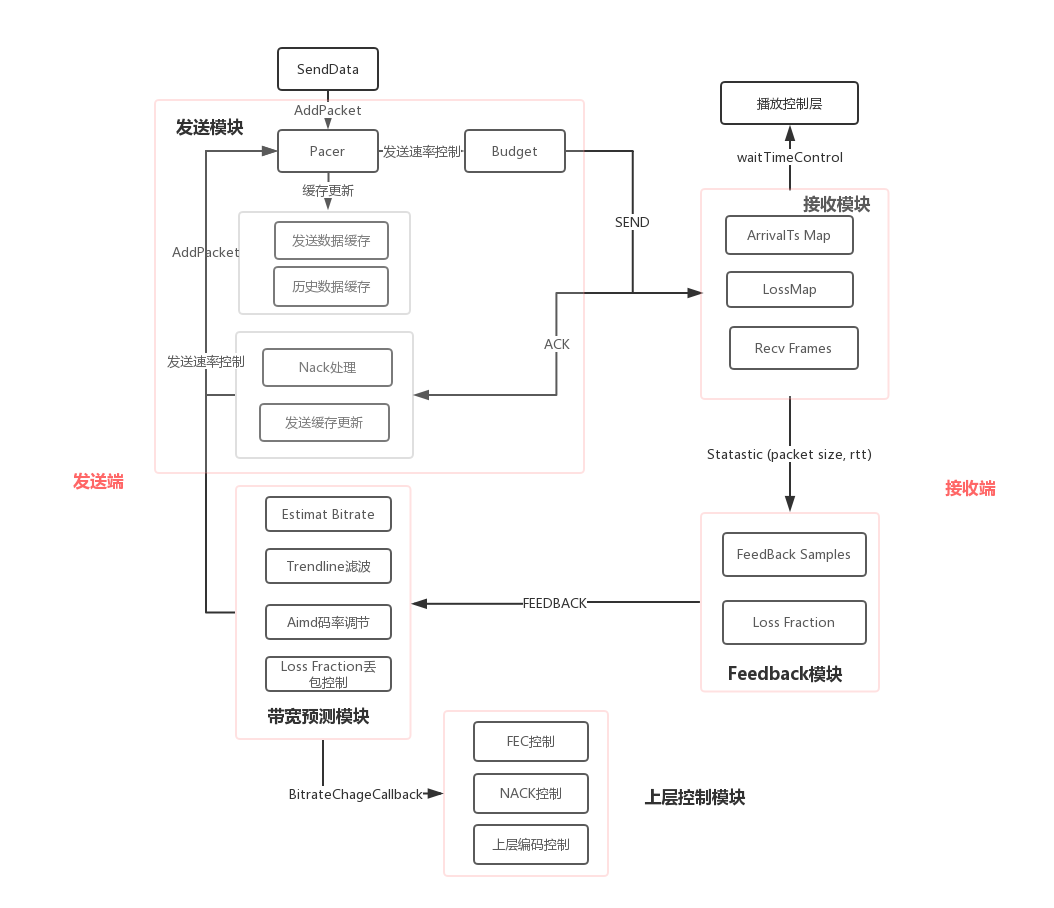 SendData
AddPacket
发送模块
Pacer
发送速率控制
Budget
缓存更新
发送数据缓存
历史数据缓存
AddPacket
SEND
发送速率控制
Nack处理
发送缓存更新
ACK
播放控制层
waitTimeControl
接收模块
ArrivalTs Map
LossMap
Recv Frames
Statastic (packet size, rtt)
发送端
接收端
Estimat Bitrate
Trendline滤波
Aimd码率调节
Loss Fraction丢
包控制
带宽预测模块
FEEDBACK
FeedBack Samples
Loss Fraction
Feedback模块
BitrateChageCallback
FEC控制
NACK控制
上层编码控制
上层控制模块